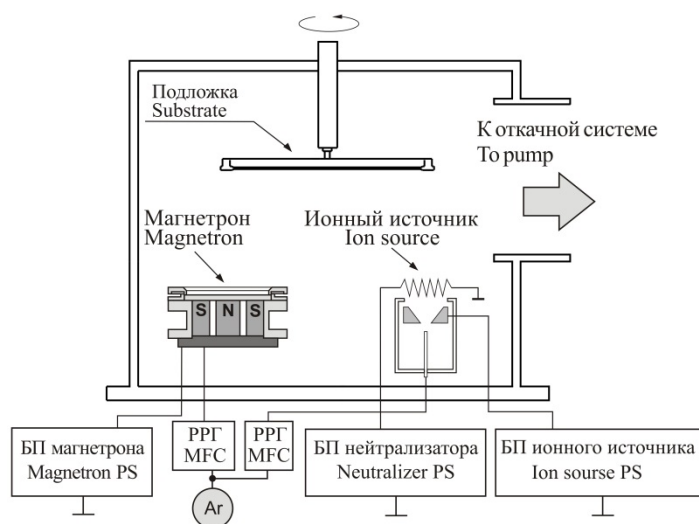 Подложка
Substrate
К откачной системе
To pump
Магнетрон
Magnetron
Ионный источник
Ion source
S N S
БП магнетрона
Magnetron PS
РРГ
MFC
РРГ
MFC
БП нейтрализатора
Neutralizer PS
БП ионного источника
Ion sourse PS
Ar